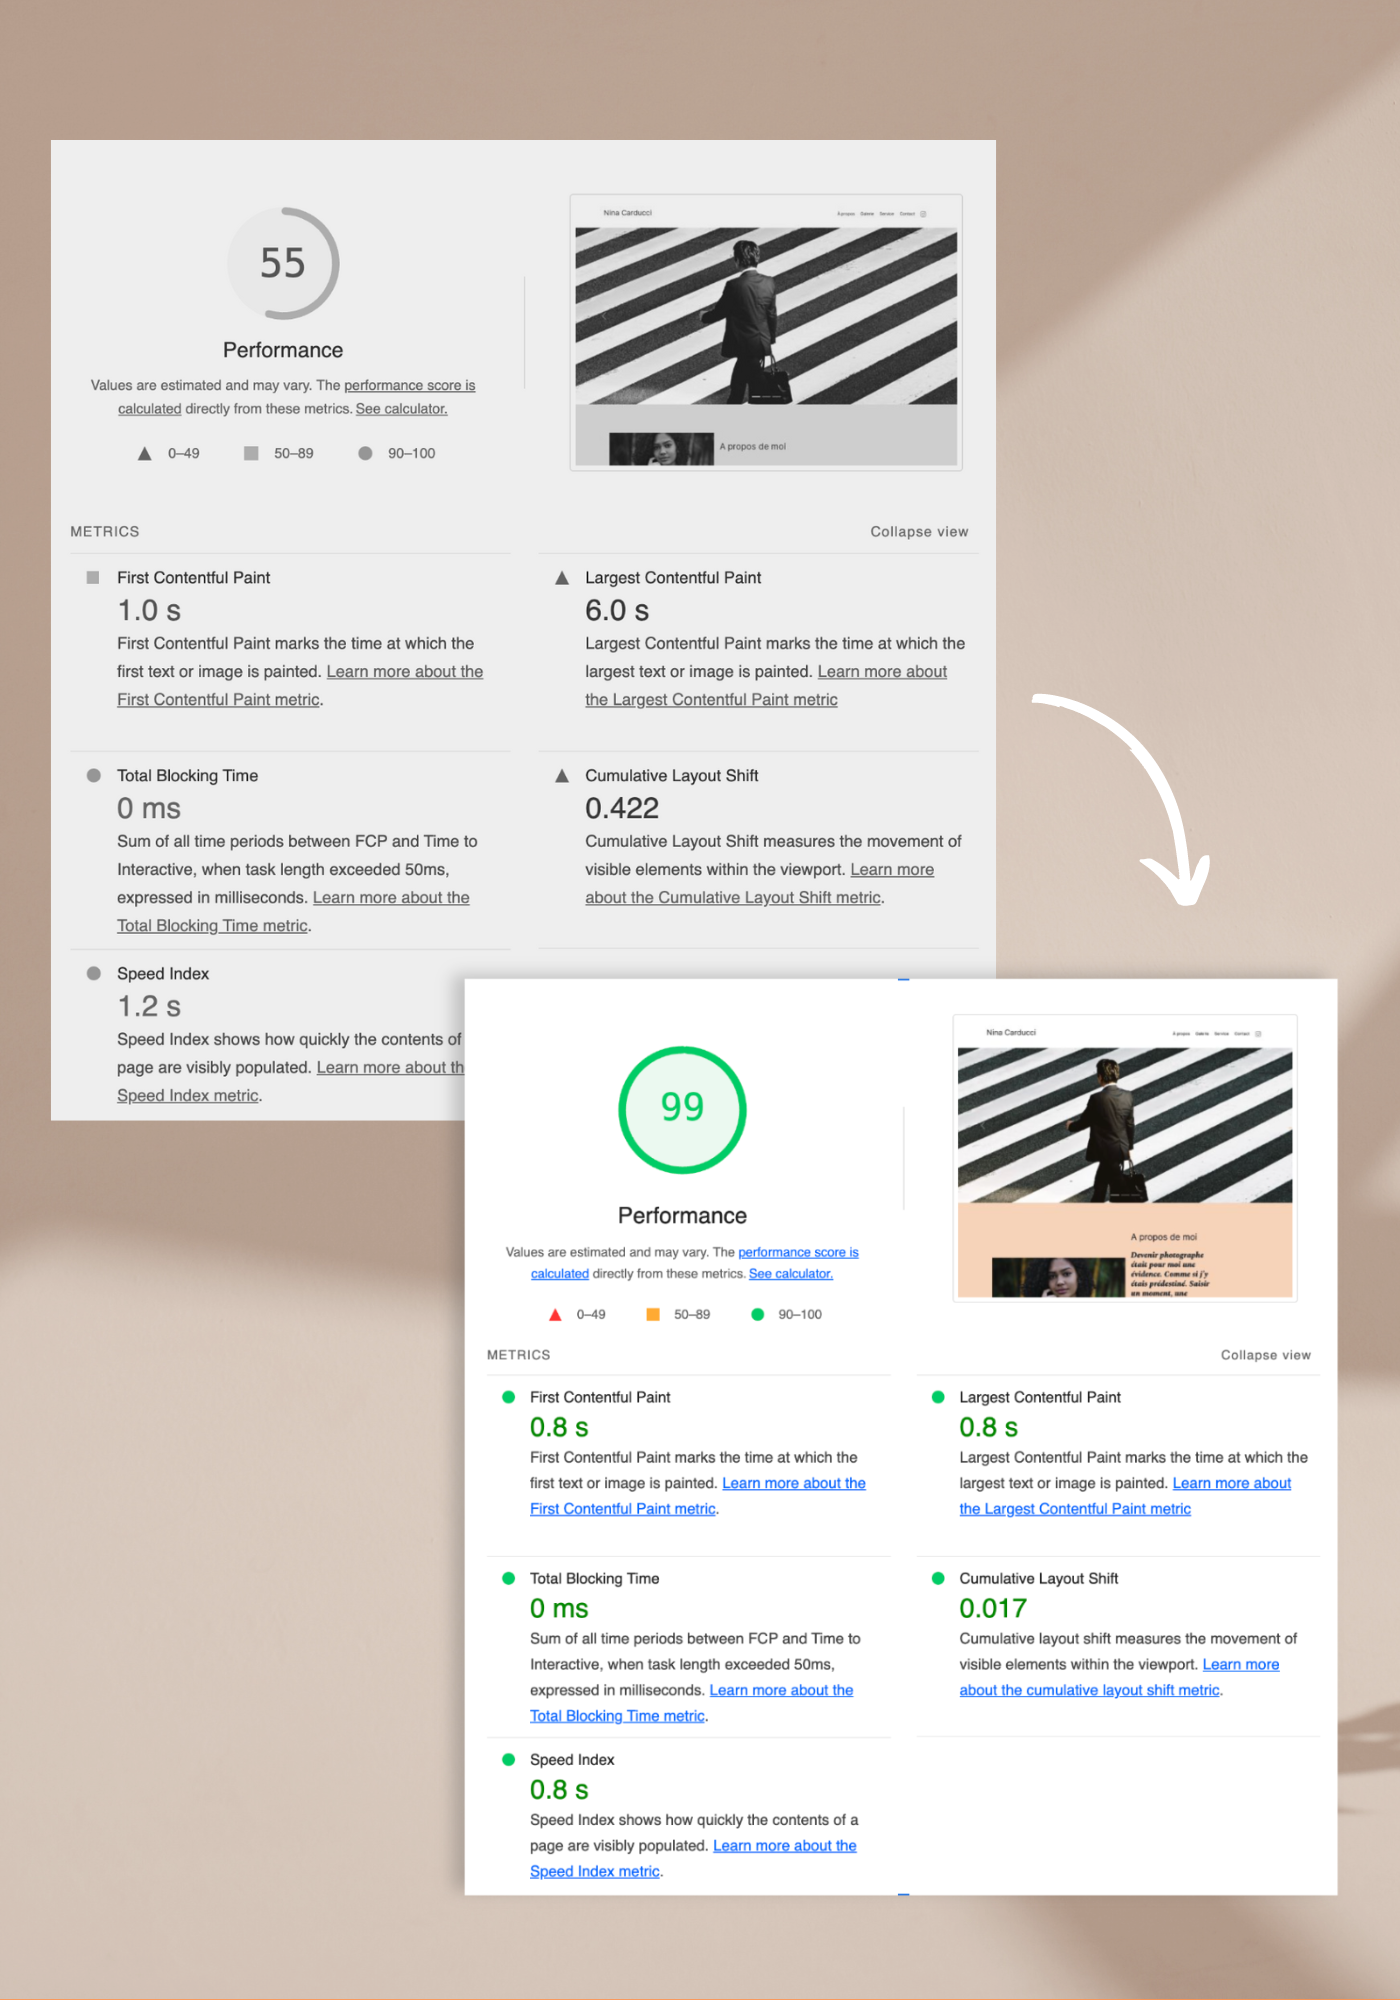 55
Performance
Values are estimated and may vary. The performance score is
calculated directly from these metrics. See calculator.
0–49
50–89
90–100
Nina Carducci
À propos Galerie Service Contact
A propos de moi
METRICS
Collapse view
First Contentful Paint
1.0 s
First Contentful Paint marks the time at which the
first text or image is painted. Learn more about the
First Contentful Paint metric.
Largest Contentful Paint
6.0 s
Largest Contentful Paint marks the time at which the
largest text or image is painted. Learn more about
the Largest Contentful Paint metric
Total Blocking Time
0 ms
Sum of all time periods between FCP and Time to
Interactive, when task length exceeded 50ms,
expressed in milliseconds. Learn more about the
Total Blocking Time metric.
Cumulative Layout Shift
0.422
Cumulative Layout Shift measures the movement of
visible elements within the viewport. Learn more
about the Cumulative Layout Shift metric.
Speed Index
1.2 s
Speed Index shows how quickly the contents of
page are visibly populated. Learn more about th
Speed Index metric.
99
Performance
Values are estimated and may vary. The performance score is
calculated directly from these metrics. See calculator.
0–49
50–89
90–100
Nina Carducci
À propos Galerie Service Contact
A propos de moi
Devenir photographe
était pour moi une
évidence. Comme si j'y
étais prédestiné. Saisir
un moment, une
METRICS
Collapse view
First Contentful Paint
0.8 s
First Contentful Paint marks the time at which the
first text or image is painted. Learn more about the
First Contentful Paint metric.
Largest Contentful Paint
0.8 s
Largest Contentful Paint marks the time at which the
largest text or image is painted. Learn more about
the Largest Contentful Paint metric
Total Blocking Time
0 ms
Sum of all time periods between FCP and Time to
Interactive, when task length exceeded 50ms,
expressed in milliseconds. Learn more about the
Total Blocking Time metric.
Cumulative Layout Shift
0.017
Cumulative layout shift measures the movement of
visible elements within the viewport. Learn more
about the cumulative layout shift metric.
Speed Index
0.8 s
Speed Index shows how quickly the contents of a
page are visibly populated. Learn more about the
Speed Index metric.